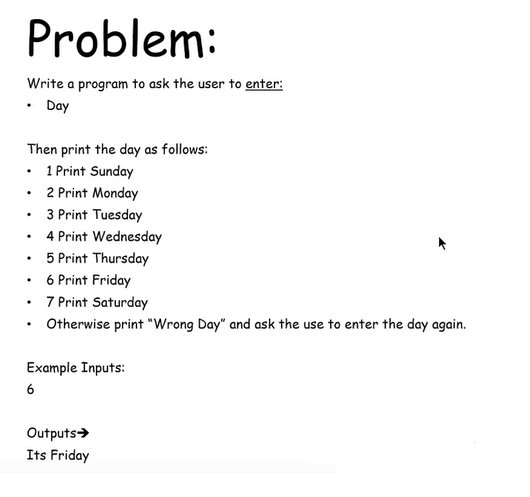 Problem:
Write a program to ask the user to enter:
• Day
Then print the day as follows:
• 1 Print Sunday
• 2 Print Monday
• 3 Print Tuesday
• 4 Print Wednesday
• 5 Print Thursday
• 6 Print Friday
• 7 Print Saturday
• Otherwise print “Wrong Day” and ask the use to enter the day again.
Example Inputs:
6
Outputs➔
Its Friday